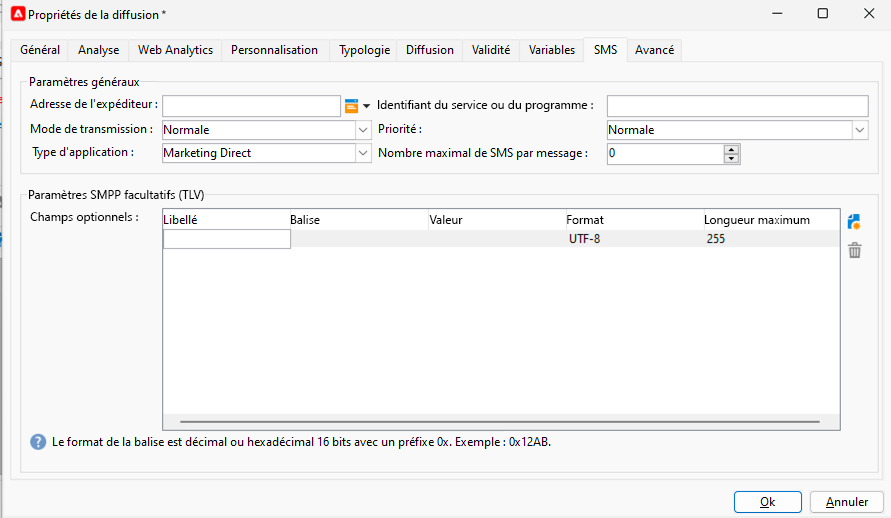 Propriétés de la diffusion *
Général Analyse Web Analytics Personnalisation Typologie Diffusion Validité Variables SMS Avancé
Paramètres généraux
Adresse de l'expéditeur : Identifiant du service ou du programme :
Mode de transmission : Normale Priorité : Normale
Type d'application : Marketing Direct Nombre maximal de SMS par message : 0
Paramètres SMPP facultatifs (TLV)
Champs optionnels : Libellé Balise Valeur Format Longueur maximum
UTF-8 255
Le format de la balise est décimal ou hexadécimal 16 bits avec un préfixe 0x. Exemple : 0x12AB.
Ok Annuler